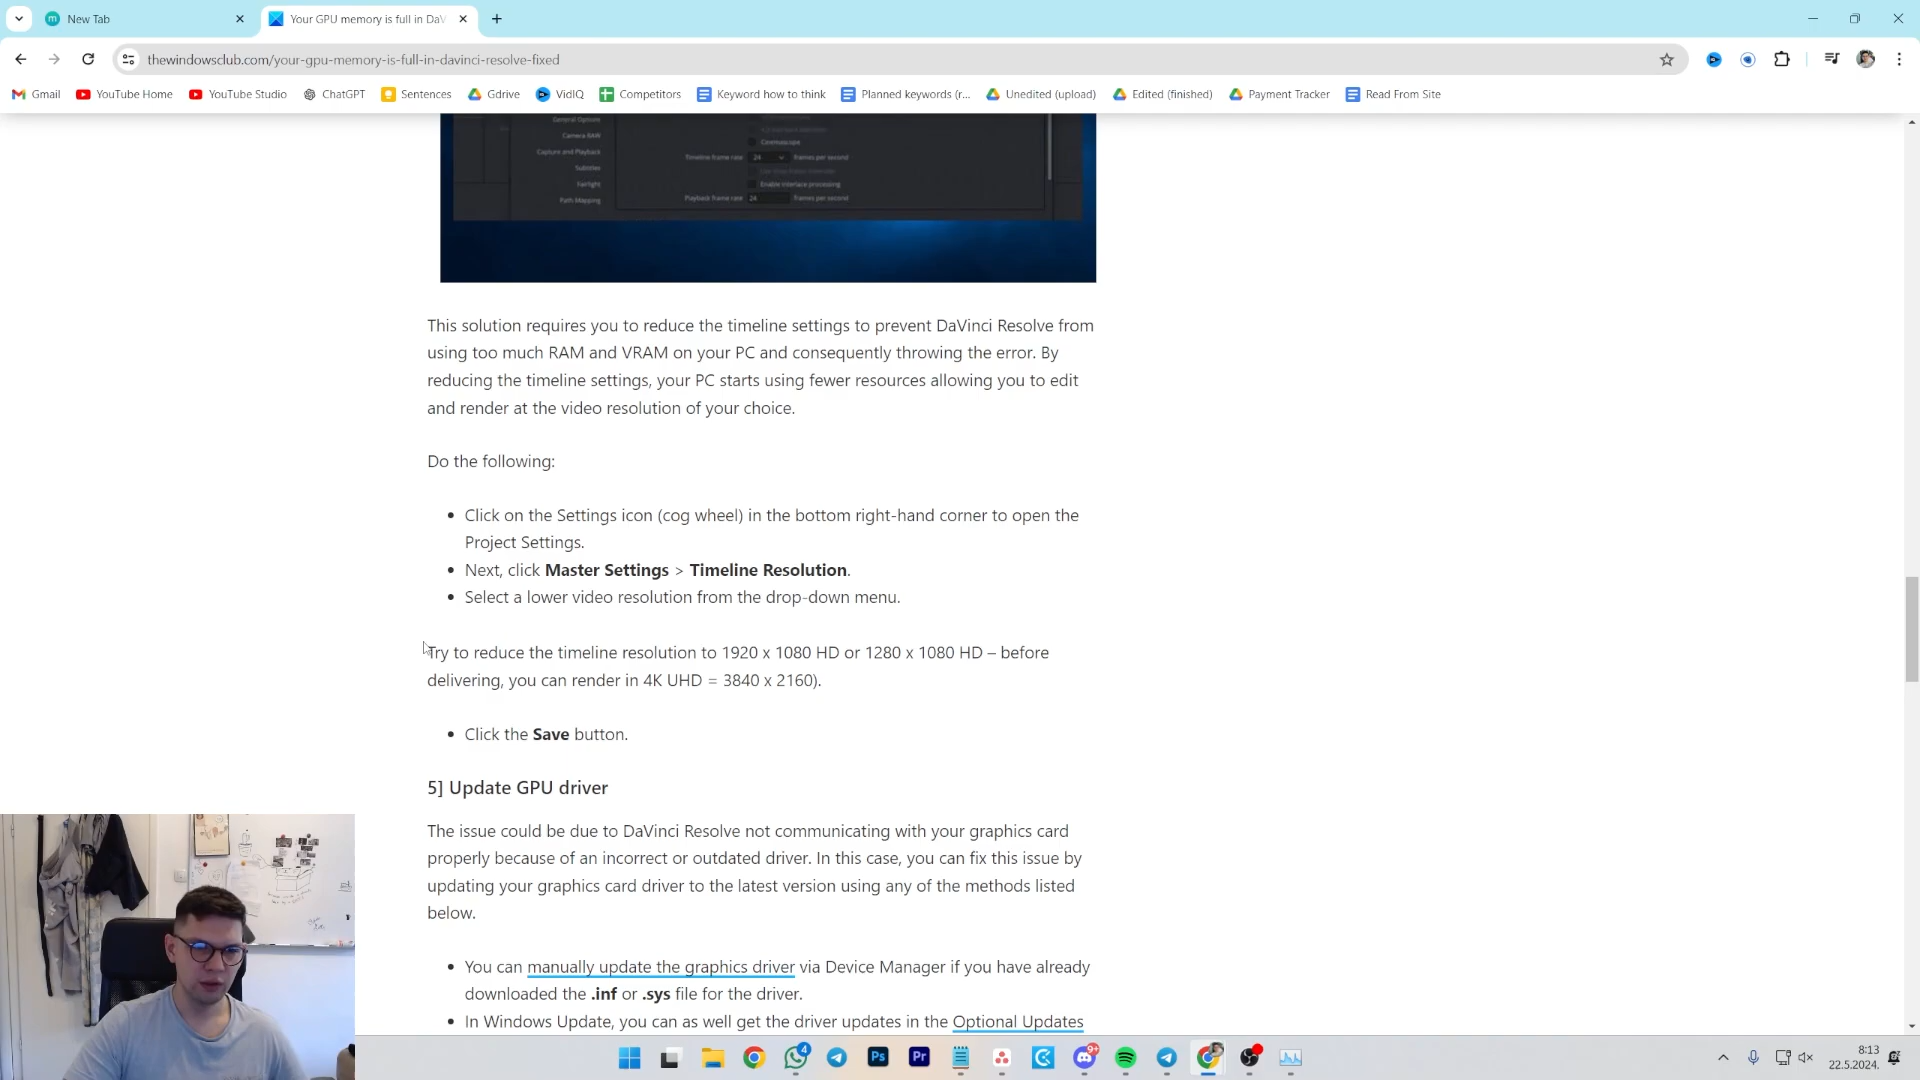 New Tab
Your GPU memory is full in DaV
thewindowsclub.com/your-gpu-memory-is-full-in-davinci-resolve-fixed
Gmail YouTube Home YouTube Studio ChatGPT Sentences Gdrive VidIQ Competitors Keyword how to think Planned keywords (r... Unedited (upload) Edited (finished) Payment Tracker Read From Site
General Options
Camera RAW
Cinemascope
Capture and Playback
Timeline frame rate 24 frames per second
Subtitles
Fairlight
Enable interlace processing
Path Mapping
Playback frame rate 24 frames per second
This solution requires you to reduce the timeline settings to prevent DaVinci Resolve from
using too much RAM and VRAM on your PC and consequently throwing the error. By
reducing the timeline settings, your PC starts using fewer resources allowing you to edit
and render at the video resolution of your choice.
Do the following:
• Click on the Settings icon (cog wheel) in the bottom right-hand corner to open the
Project Settings.
• Next, click Master Settings > Timeline Resolution.
• Select a lower video resolution from the drop-down menu.
Try to reduce the timeline resolution to 1920 x 1080 HD or 1280 x 1080 HD – before
delivering, you can render in 4K UHD = 3840 x 2160).
• Click the Save button.
5] Update GPU driver
The issue could be due to DaVinci Resolve not communicating with your graphics card
properly because of an incorrect or outdated driver. In this case, you can fix this issue by
updating your graphics card driver to the latest version using any of the methods listed
below.
• You can manually update the graphics driver via Device Manager if you have already
downloaded the .inf or .sys file for the driver.
• In Windows Update, you can as well get the driver updates in the Optional Updates
4
Ps
Pr
9+
8:13
22.5.2024.